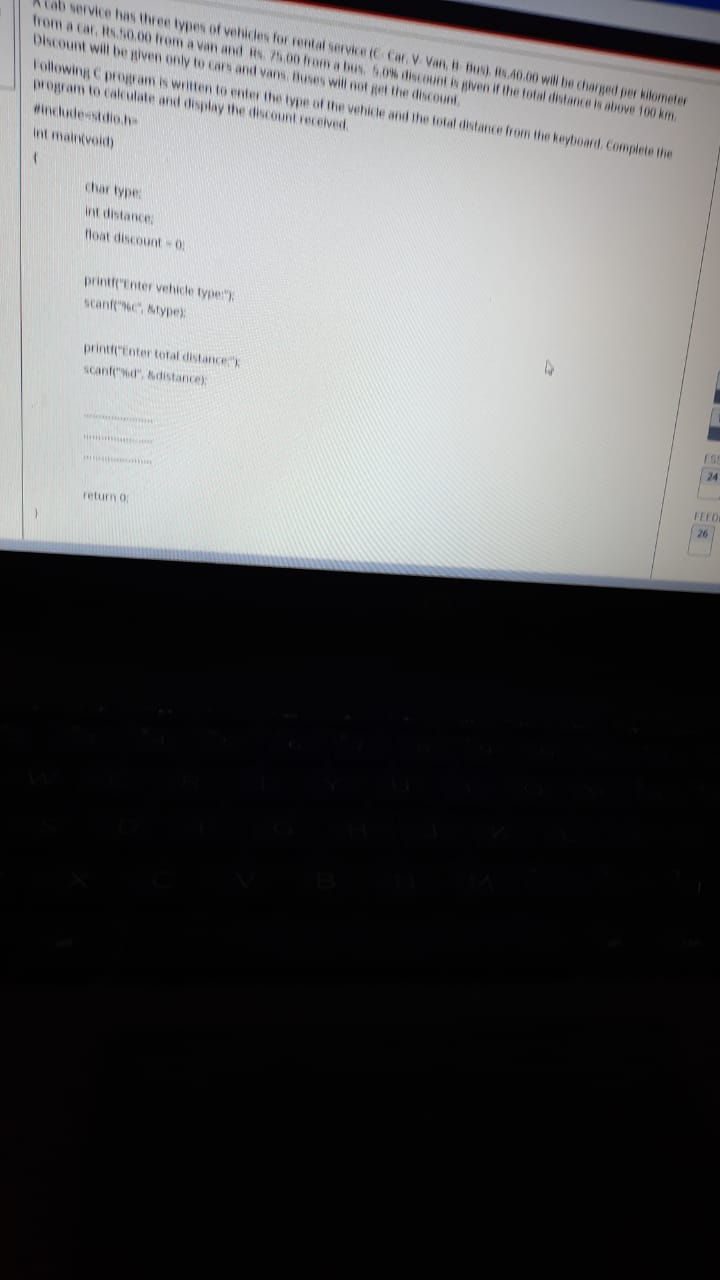 A cab service has three types of vehicles for rental service (C- Car, V- Van, B- Bus). Rs.40.00 will be charged per kilometer
from a car, Rs.50.00 from a van and Rs. 75.00 from a bus. 5.0% discount is given if the total distance is above 100 km.
Discount will be given only to cars and vans. Buses will not get the discount.
Following C program is written to enter the type of the vehicle and the total distance from the keyboard. Complete the
program to calculate and display the discount received.
#include<stdio.h>
int main(void)
{
char type;
int distance;
float discount = 0;
printf("Enter vehicle type:");
scanf("%c", &type);
printf("Enter total distance:");
scanf("%d", &distance);
.....................
.....................
.....................
return 0;
}
24
26
W
R
Y
U
G
H
J
X
C
V
B
N
M